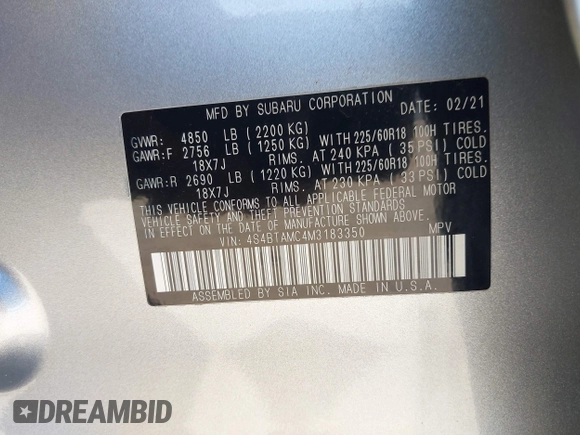 MFD BY SUBARU CORPORATION DATE: 02/21
GVWR: 4850 LB ( 2200 KG)
GAWR:F 2756 LB ( 1250 KG) WITH 225/60R18 100H TIRES.
18X7J RIMS. AT 240 KPA ( 35 PSI) COLD
GAWR:R 2690 LB ( 1220 KG) WITH 225/60R18 100H TIRES.
18X7J RIMS. AT 230 KPA ( 33 PSI) COLD
THIS VEHICLE CONFORMS TO ALL APPLICABLE FEDERAL MOTOR
VEHICLE SAFETY AND THEFT PREVENTION STANDARDS
IN EFFECT ON THE DATE OF MANUFACTURE SHOWN ABOVE.
VIN: 4S4BTAMC4M3183350 MPV
ASSEMBLED BY SIA INC. MADE IN U.S.A.
DREAMBID